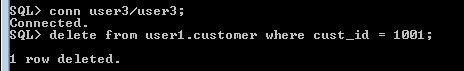 SQL> conn user3/user3;
Connected.
SQL> delete from user1.customer where cust_id = 1001;
1 row deleted.